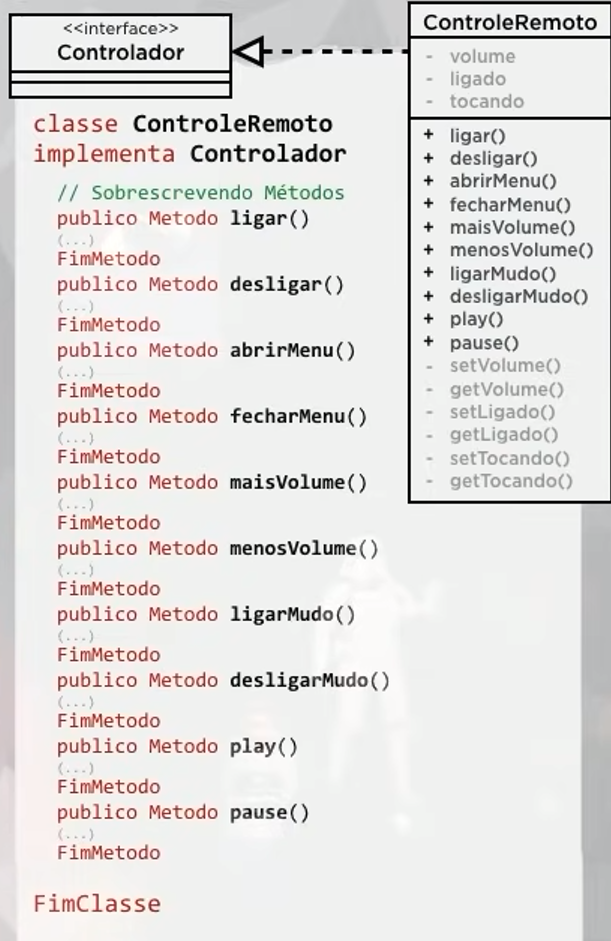 <<interface>>
Controlador
classe ControleRemoto
implementa Controlador
// Sobrescrevendo Métodos
publico Metodo ligar()
(...)
FimMetodo
publico Metodo desligar()
(...)
FimMetodo
publico Metodo abrirMenu()
(...)
FimMetodo
publico Metodo fecharMenu()
(...)
FimMetodo
publico Metodo maisVolume()
(...)
FimMetodo
publico Metodo menosVolume()
(...)
FimMetodo
publico Metodo ligarMudo()
(...)
FimMetodo
publico Metodo desligarMudo()
(...)
FimMetodo
publico Metodo play()
(...)
FimMetodo
publico Metodo pause()
(...)
FimMetodo
FimClasse
ControleRemoto
- volume
- ligado
- tocando
+ ligar()
+ desligar()
+ abrirMenu()
+ fecharMenu()
+ maisVolume()
+ menosVolume()
+ ligarMudo()
+ desligarMudo()
+ play()
+ pause()
- setVolume()
- getVolume()
- setLigado()
- getLigado()
- setTocando()
- getTocando()